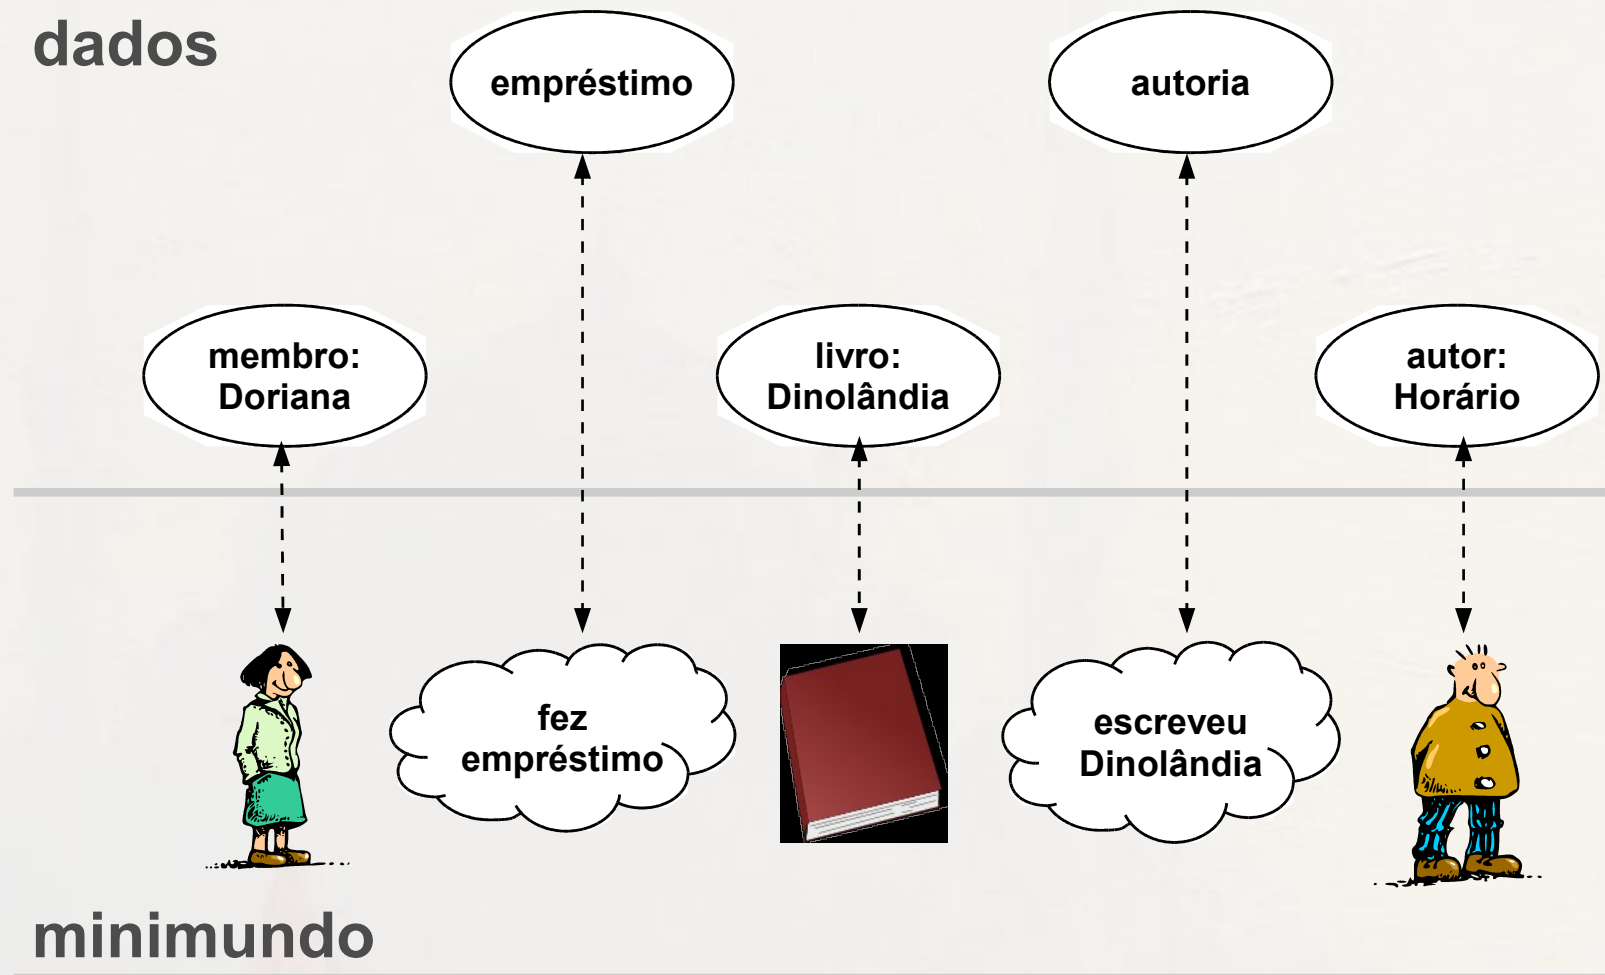 dados
empréstimo
autoria
membro:
Doriana
livro:
Dinolândia
autor:
Horário
fez
empréstimo
escreveu
Dinolândia
minimundo